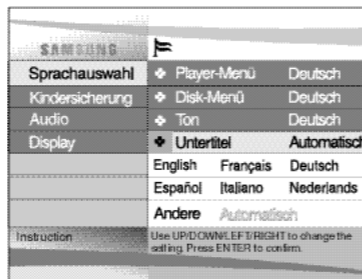 SAMSUNG
Sprachauswahl
Kindersicherung
Audio
Display
Player-Menü Deutsch
Disk-Menü Deutsch
Ton Deutsch
Untertitel Automatisch
English Français Deutsch
Español Italiano Nederlands
Andere Automatisch
Instruction
Use UP/DOWN/LEFT/RIGHT to change the
setting. Press ENTER to confirm.